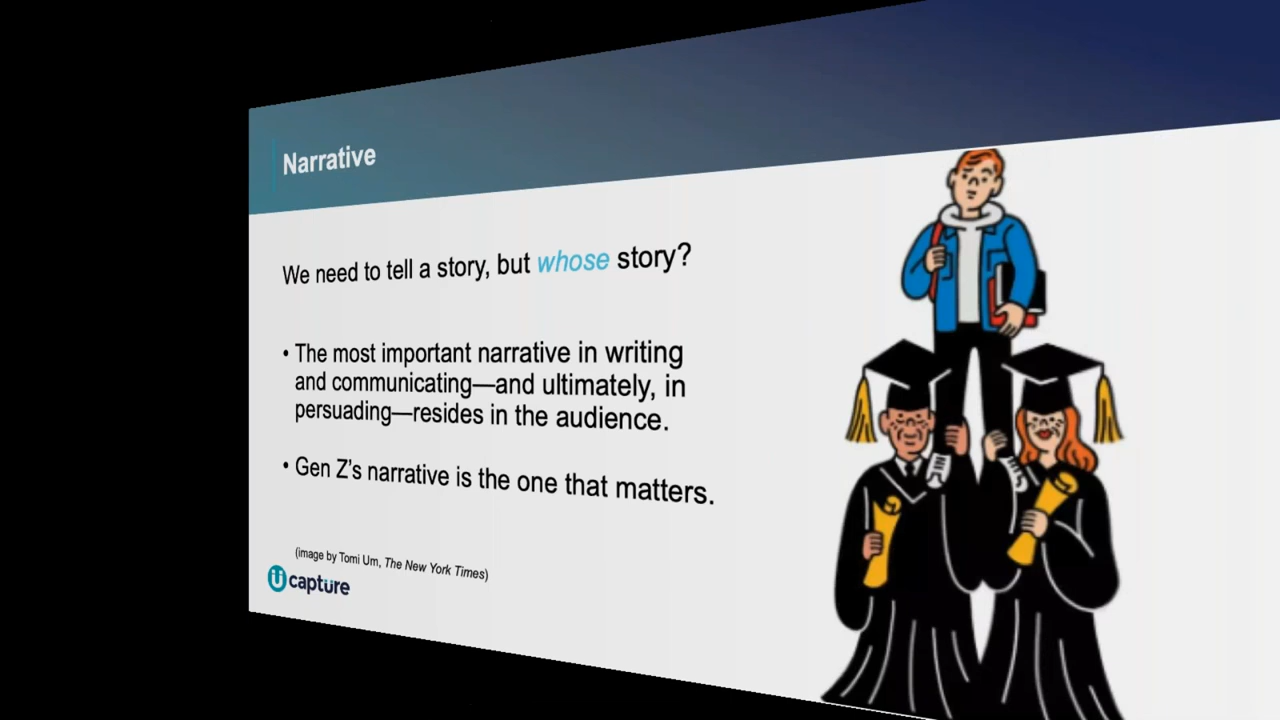 Narrative
We need to tell a story, but whose story?
• The most important narrative in writing
and communicating—and ultimately, in
persuading—resides in the audience.
• Gen Z's narrative is the one that matters.
(image by Tomi Um, The New York Times)
Ü captüre